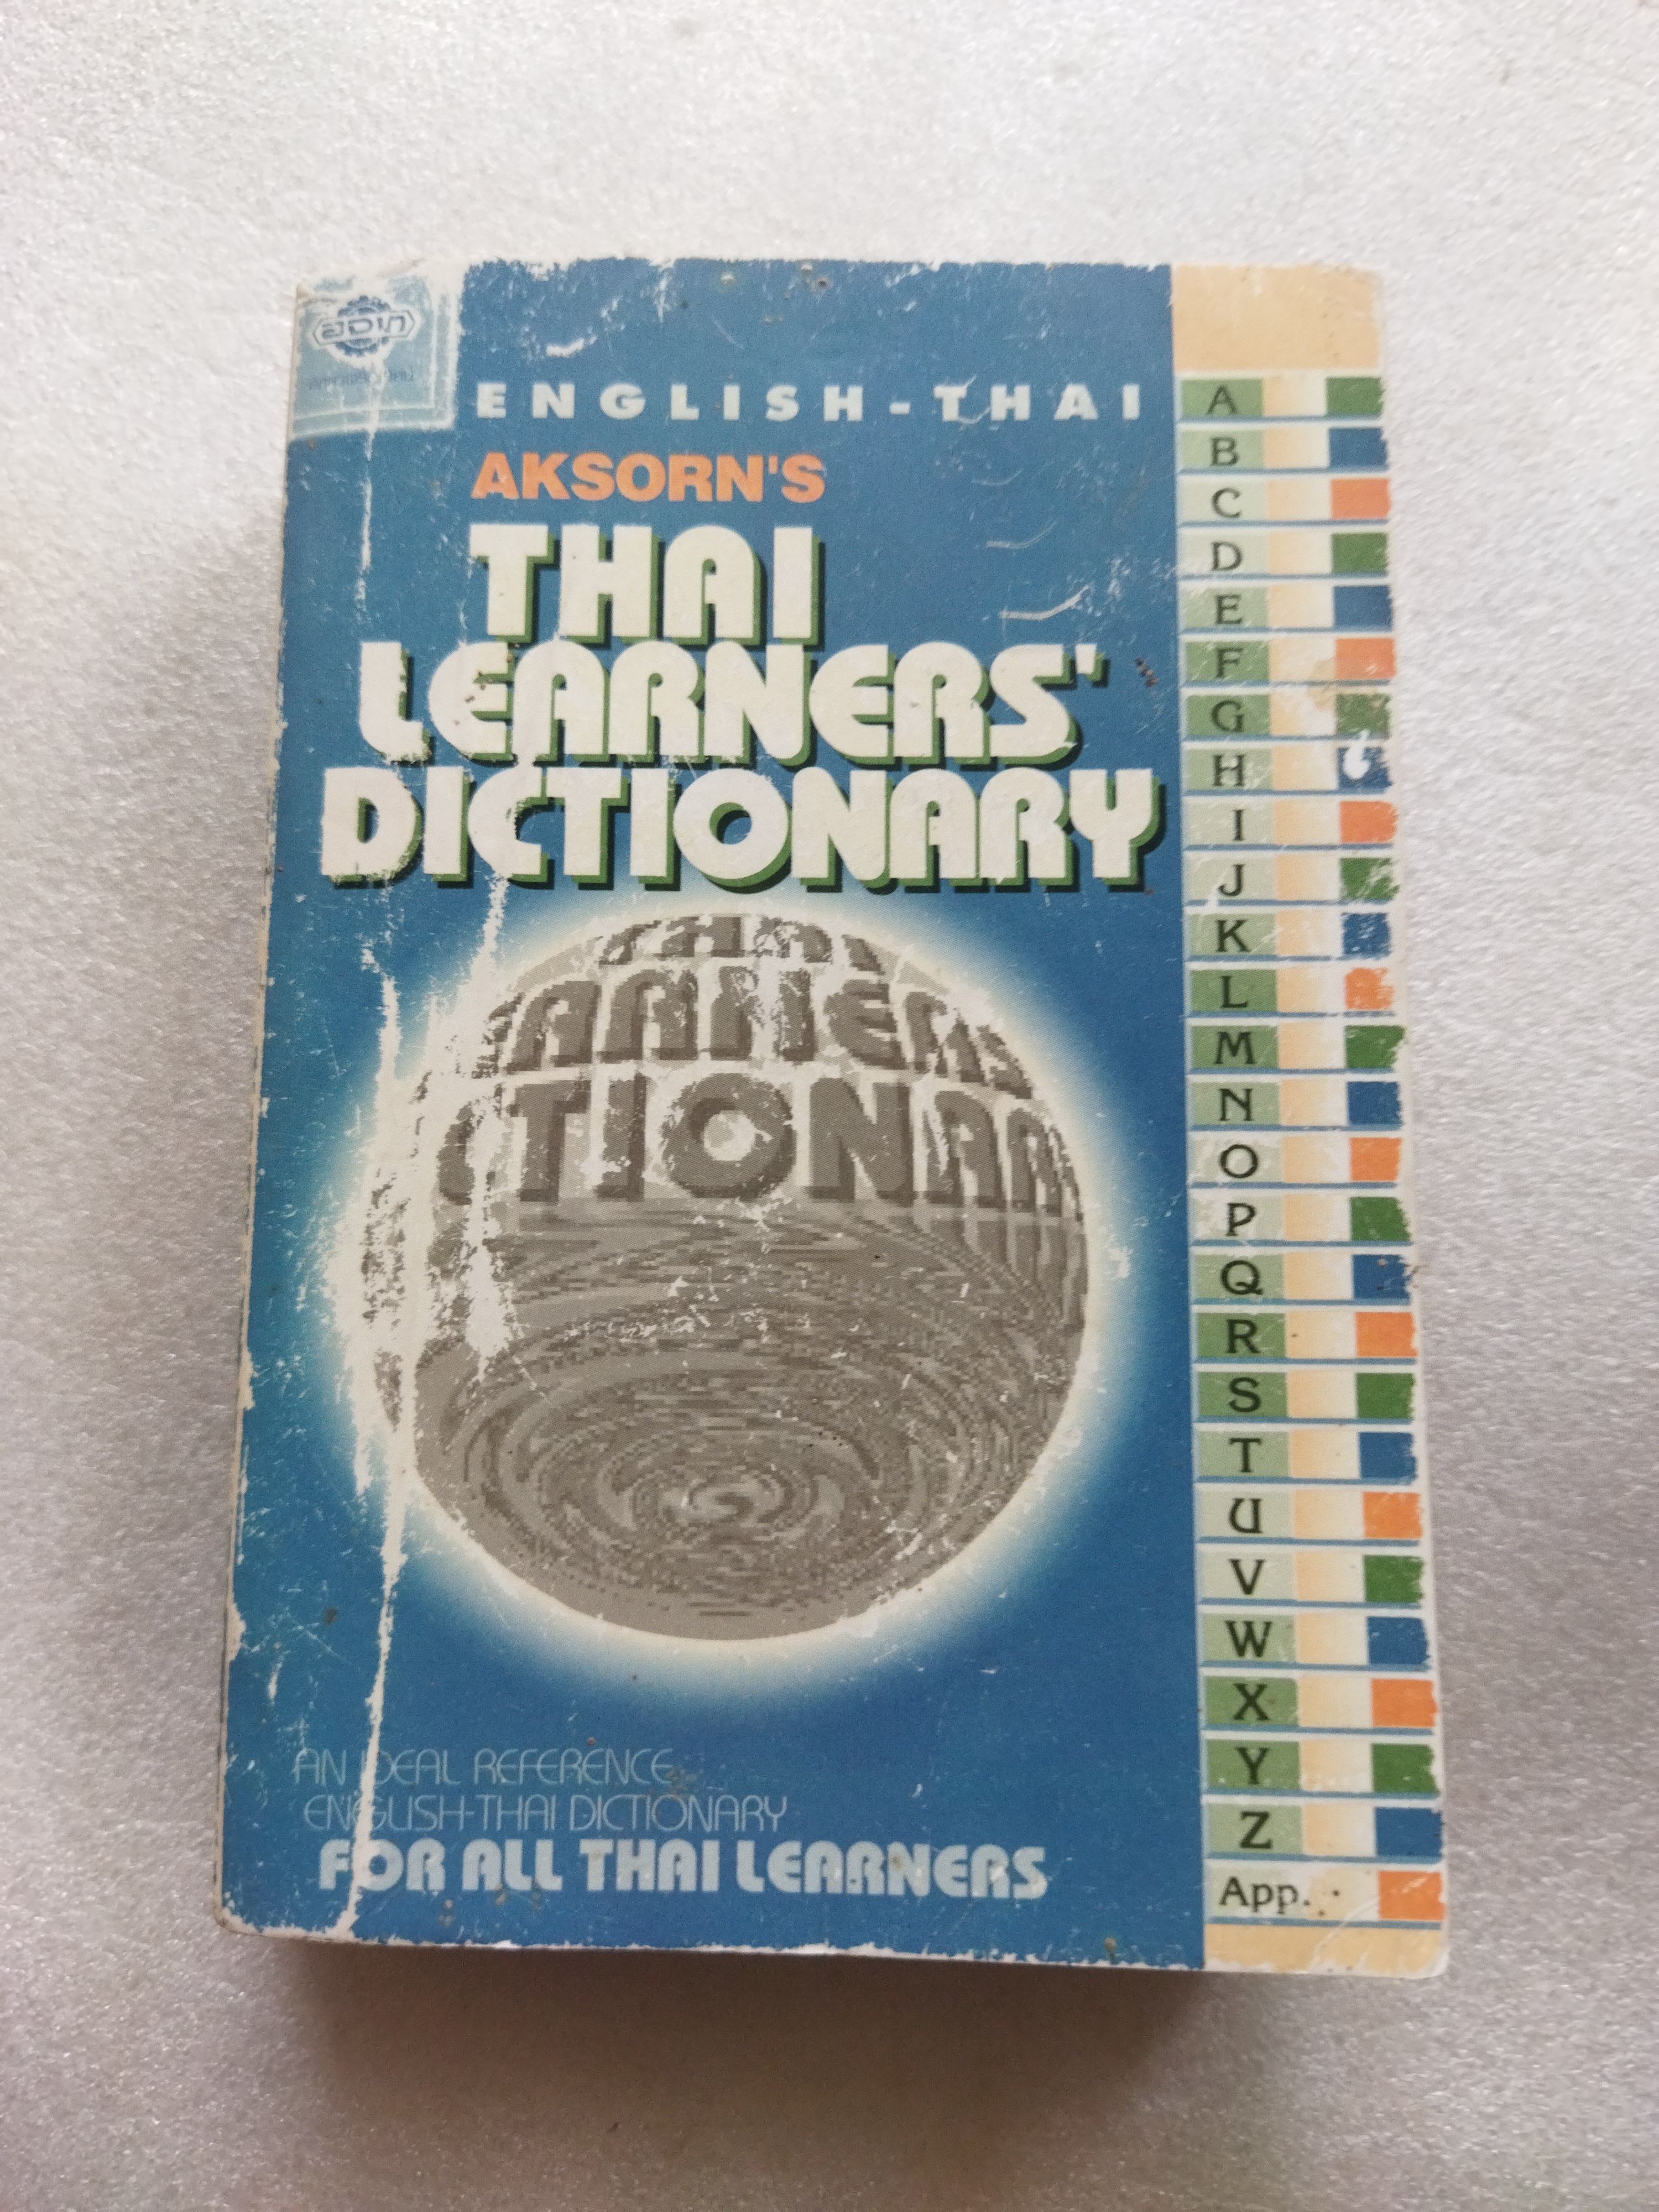 ENGLISH-THAI
AKSORN'S
THAI
LEARNERS'
DICTIONARY
AN IDEAL REFERENCE
ENGLISH-THAI DICTIONARY
FOR ALL THAI LEARNERS
A
B
C
D
E
F
G
H
I
J
K
L
M
N
O
P
Q
R
S
T
U
V
W
X
Y
Z
App.